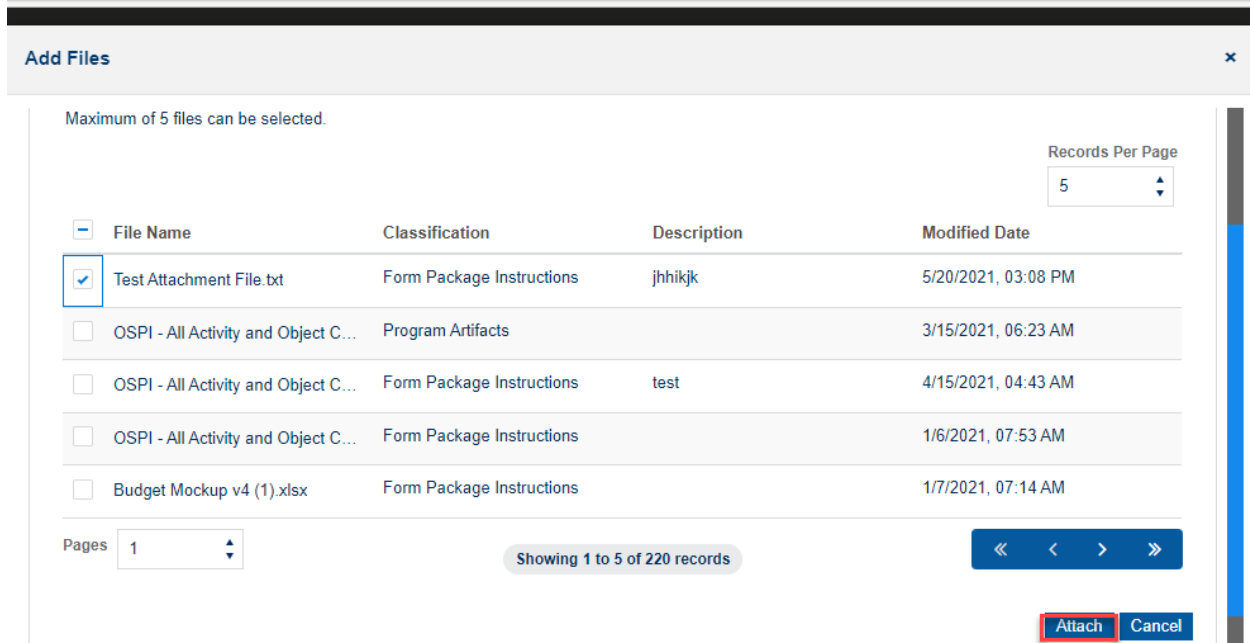 Add Files
×
Maximum of 5 files can be selected.
Records Per Page
5
File Name Classification Description Modified Date
Test Attachment File.txt Form Package Instructions jhhikjk 5/20/2021, 03:08 PM
OSPI - All Activity and Object C... Program Artifacts 3/15/2021, 06:23 AM
OSPI - All Activity and Object C... Form Package Instructions test 4/15/2021, 04:43 AM
OSPI - All Activity and Object C... Form Package Instructions 1/6/2021, 07:53 AM
Budget Mockup v4 (1).xlsx Form Package Instructions 1/7/2021, 07:14 AM
Pages 1 Showing 1 to 5 of 220 records « < > »
Attach Cancel